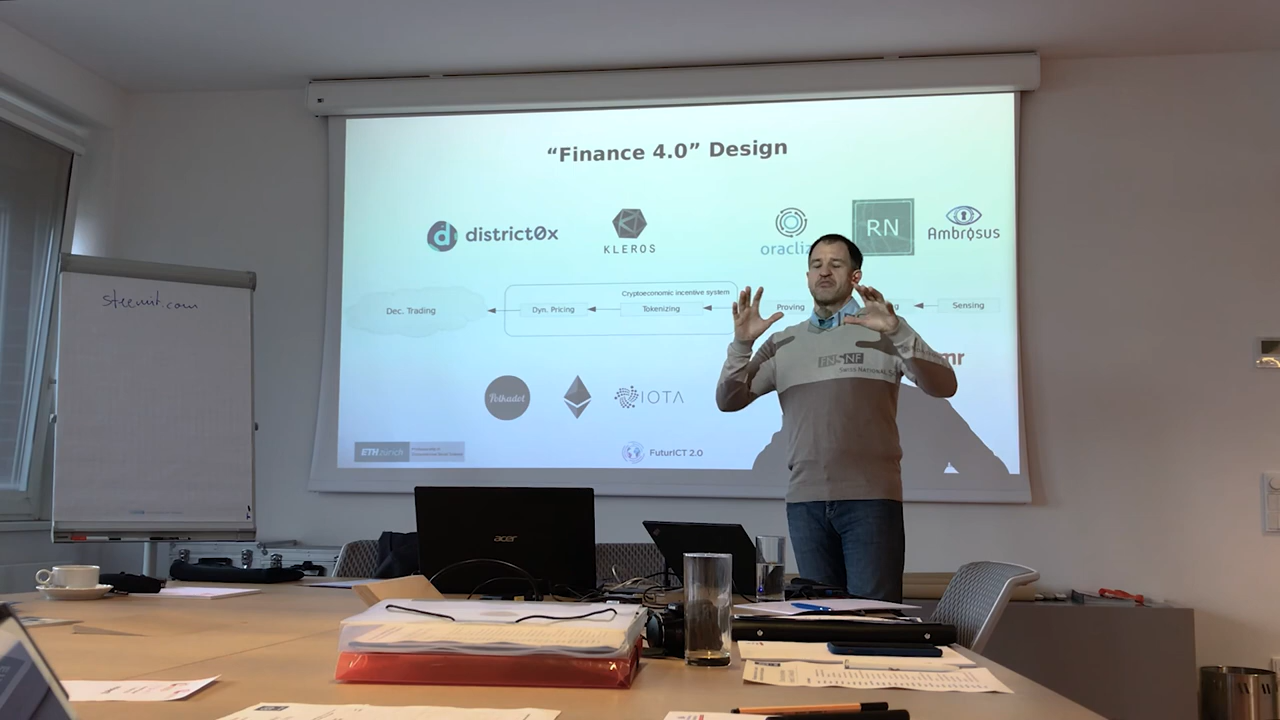 “Finance 4.0” Design
district0x
KLEROS
RN
Ambrosus
steemit.com
Cryptoeconomic incentive system
Dec. Trading
Dyn. Pricing
Tokenizing
Proving
Sensing
FNSNF
SWISS NATIONAL
Polkadot
IOTA
ETH zürich
FuturICT 2.0
acer